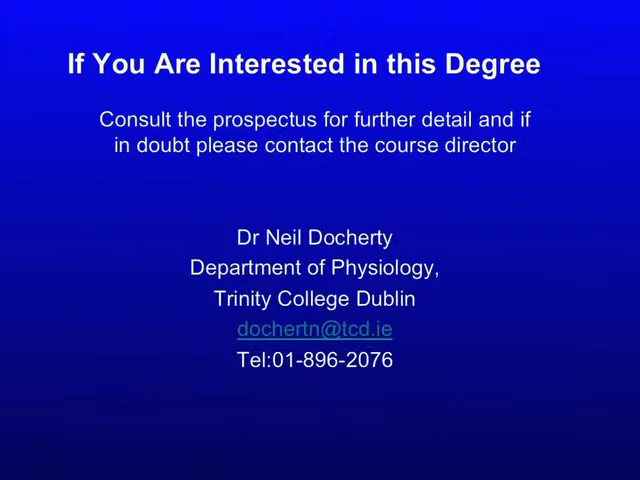 If You Are Interested in this Degree
Consult the prospectus for further detail and if
in doubt please contact the course director
Dr Neil Docherty
Department of Physiology,
Trinity College Dublin
dochertn@tcd.ie
Tel:01-896-2076